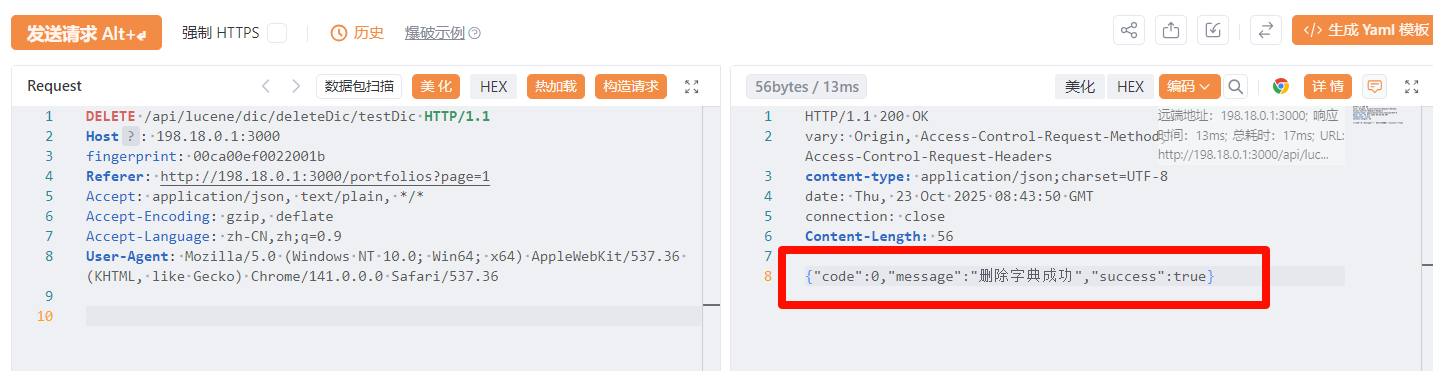 发送请求 Alt+↲ 强制 HTTPS 历史 爆破示例 ? 生成 Yaml 模板
Request 数据包扫描 美化 HEX 热加载 构造请求
1 DELETE /api/lucene/dic/deleteDic/testDic HTTP/1.1
2 Host ? : 198.18.0.1:3000
3 fingerprint: 00ca00ef0022001b
4 Referer: http://198.18.0.1:3000/portfolios?page=1
5 Accept: application/json, text/plain, */*
6 Accept-Encoding: gzip, deflate
7 Accept-Language: zh-CN,zh;q=0.9
8 User-Agent: Mozilla/5.0 (Windows NT 10.0; Win64; x64) AppleWebKit/537.36
(KHTML, like Gecko) Chrome/141.0.0.0 Safari/537.36
9
10
56bytes / 13ms 美化 HEX 编码 详情
1 HTTP/1.1 200 OK
2 vary: Origin, Access-Control-Request-Method,
Access-Control-Request-Headers
远端地址: 198.18.0.1:3000; 响应
时间: 13ms; 总耗时: 17ms; URL:
http://198.18.0.1:3000/api/luc...
3 content-type: application/json;charset=UTF-8
4 date: Thu, 23 Oct 2025 08:43:50 GMT
5 connection: close
6 Content-Length: 56
7
8 {"code":0,"message":"删除字典成功","success":true}